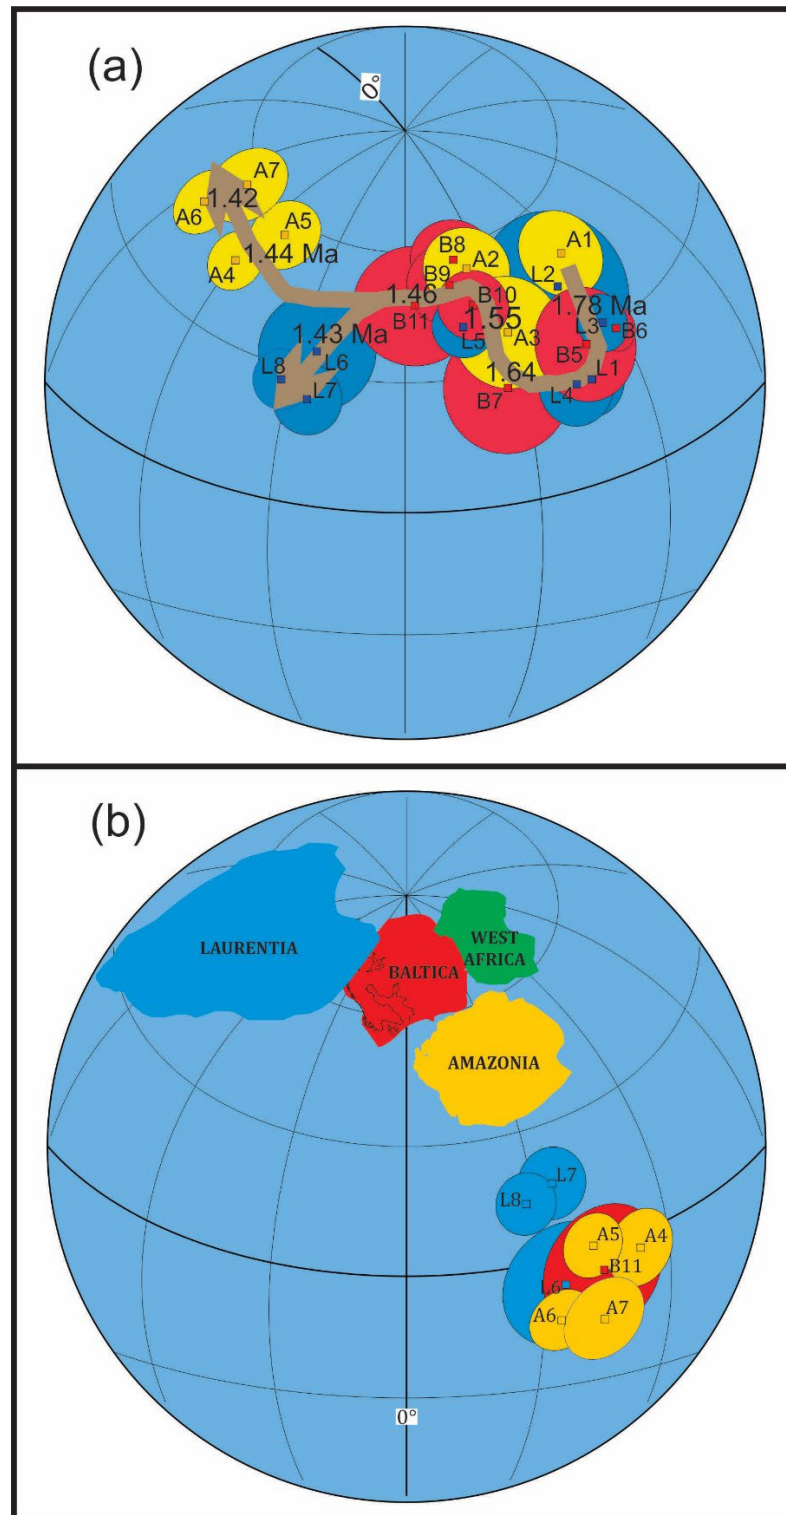 (a)
0°
A7
1.42
A6
A5
1.44 Ma
A4
B8
A2
A1
B9
L2
1.46
B10
1.78 Ma
B11
1.55
L3
B6
L5
A3
B5
1.43 Ma
L6
1.64
L8
L1
L7
B7
L4
(b)
LAURENTIA
WEST
AFRICA
BALTICA
AMAZONIA
L7
L8
A5
A4
B11
L6
A6
A7
0°